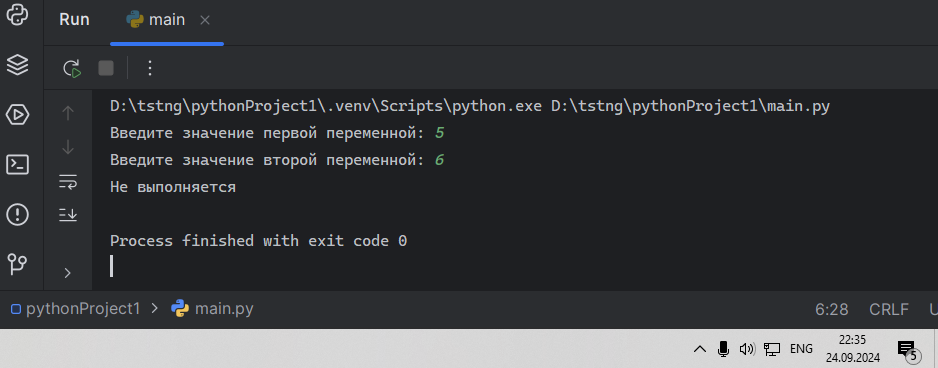 Run
main
D:\tstng\pythonProject1\.venv\Scripts\python.exe D:\tstng\pythonProject1\main.py
Введите значение первой переменной: 5
Введите значение второй переменной: 6
Не выполняется
Process finished with exit code 0
pythonProject1 > main.py
6:28 CRLF U
ENG
22:35
24.09.2024
5